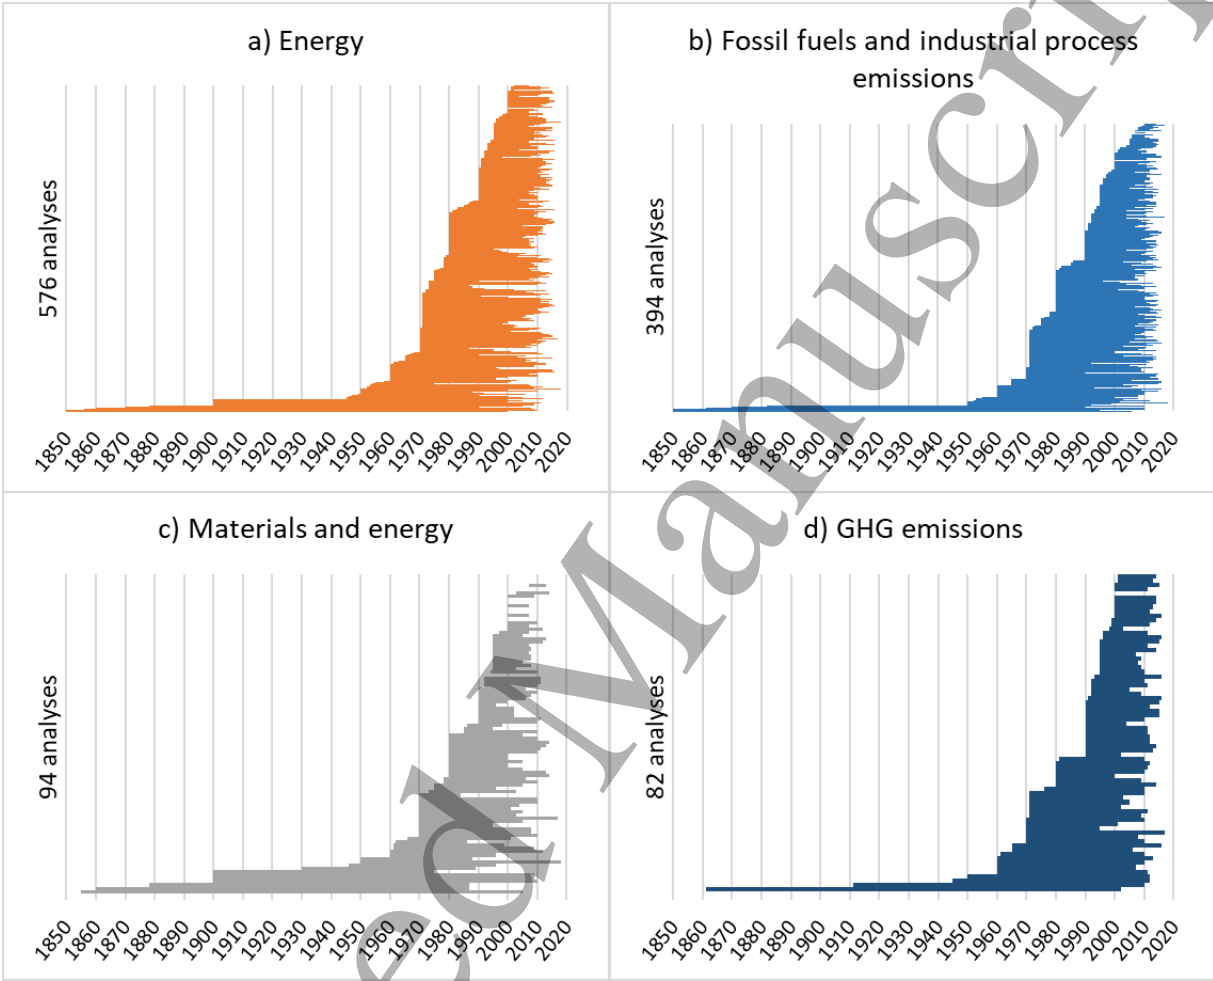 a) Energy
576 analyses
1850 1860 1870 1880 1890 1900 1910 1920 1930 1940 1950 1960 1970 1980 1990 2000 2010 2020
b) Fossil fuels and industrial process
emissions
394 analyses
1850 1860 1870 1880 1890 1900 1910 1920 1930 1940 1950 1960 1970 1980 1990 2000 2010 2020
c) Materials and energy
94 analyses
1850 1860 1870 1880 1890 1900 1910 1920 1930 1940 1950 1960 1970 1980 1990 2000 2010 2020
d) GHG emissions
82 analyses
1850 1860 1870 1880 1890 1900 1910 1920 1930 1940 1950 1960 1970 1980 1990 2000 2010 2020
ed Manuscrip